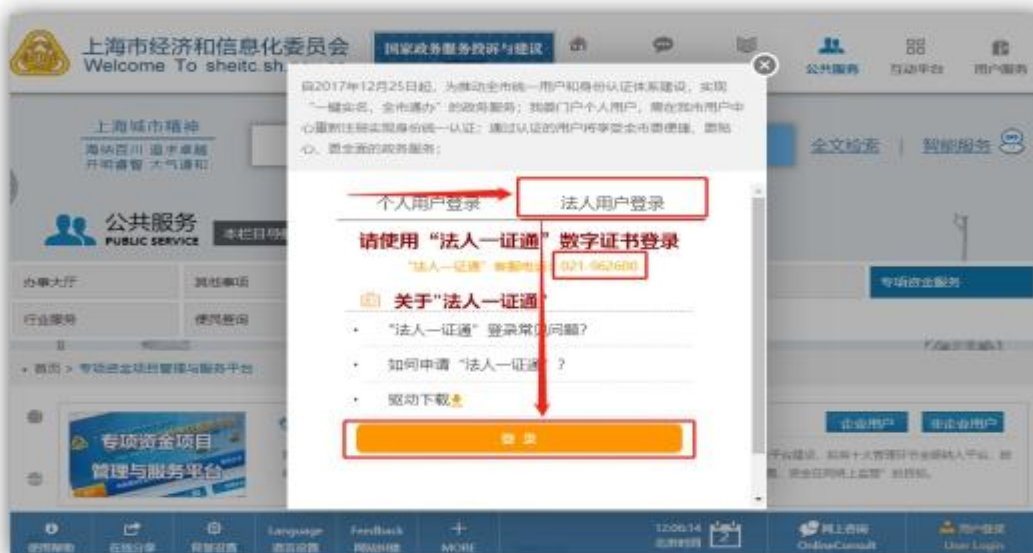 上海市经济和信息化委员会
Welcome To sheitc.sh.
国家政务服务投诉与建议
公共服务
互动平台
用户服务
自2017年12月25日起，为推动全市统一用户和身份认证体系建设，实现
“一键实名，全市通办”的政务服务；我委门户个人用户，需在我市用户中
心重新注册实现身份统一认证；通过认证的用户将享受全市更便捷、更贴
心、更全面的政务服务；
上海城市精神
海纳百川 追求卓越
开明睿智 大气谦和
全文检索 | 智能服务
个人用户登录
法人用户登录
公共服务
PUBLIC SERVICE
本栏目导
请使用“法人一证通”数字证书登录
“法人一证通”客服电话 021-962600
办事大厅
其他事项
专项资金服务
关于"法人一证通"
行业服务
便民查询
“法人一证通”登录常见问题?
如何申请“法人一证通”?
首页 > 专项资金项目管理与服务平台
驱动下载
专项资金项目
管理与服务平台
企业用户
非企业用户
登 录
使用帮助
在线分享
背景设置
Language
语言设置
Feedback
网站纠错
MORE
12:06:14
北京时间
2
网上咨询
OnlineConsult
用户登录
User Login